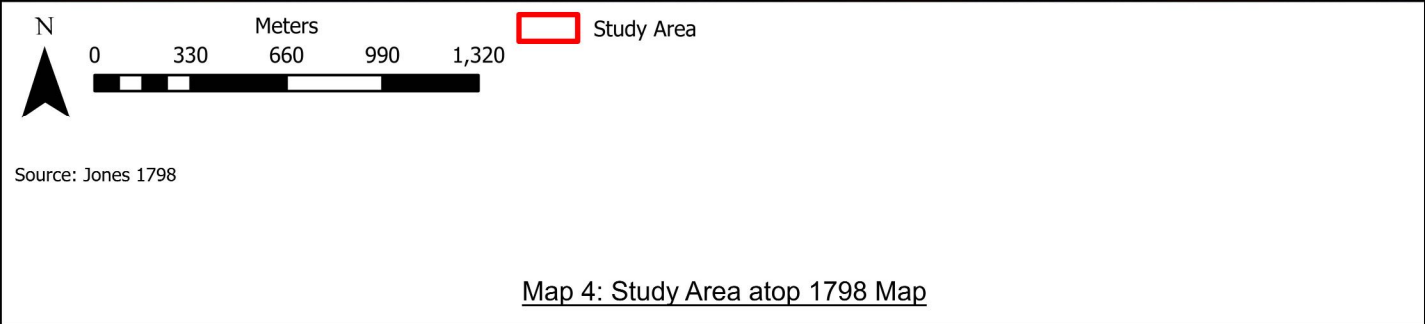 N
Meters
0 330 660 990 1,320
Study Area
Source: Jones 1798
Map 4: Study Area atop 1798 Map